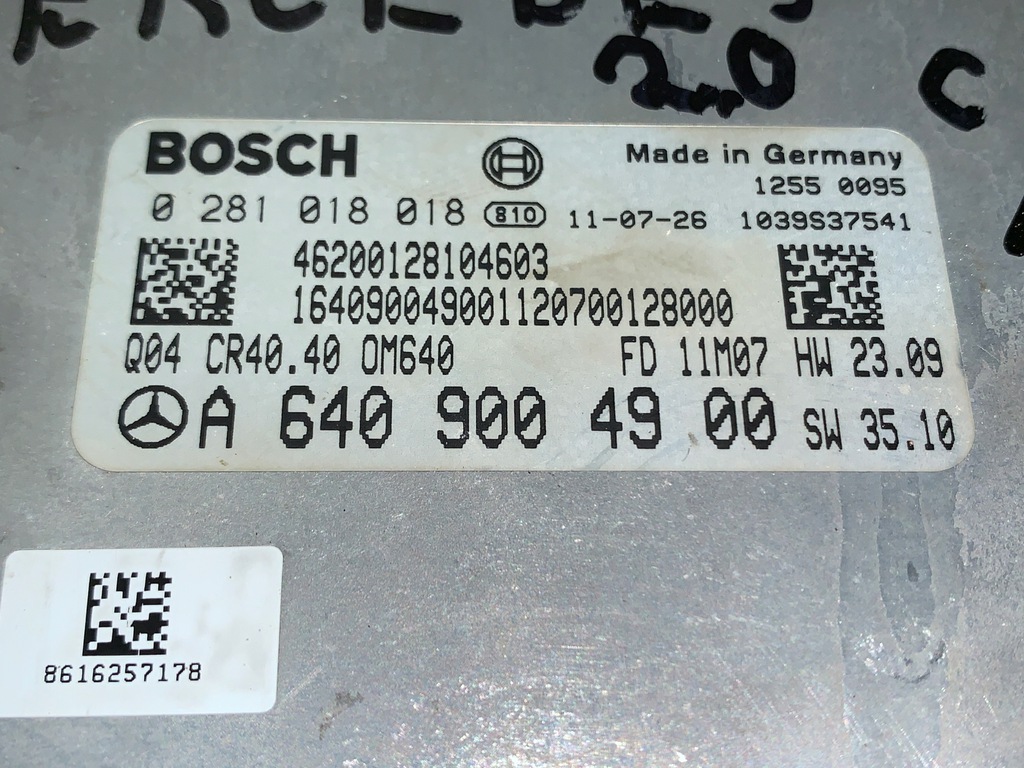 2.0 C
BOSCH
Made in Germany
1255 0095
0 281 018 018 810 11-07-26 1039S37541
46200128104603
164090049001120700128000
Q04 CR40.40 OM640 FD 11M07 HW 23.09
A 640 900 49 00 SW 35.10
8616257178